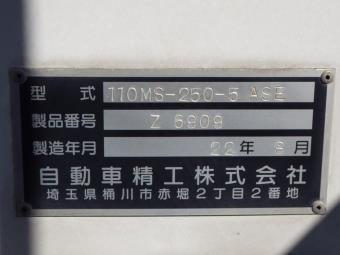 型式 110MS-250-5 ASE
製品番号 Z 6909
製造年月 22年 9月
自動車精工株式会社
埼玉県桶川市赤堀2丁目2番地